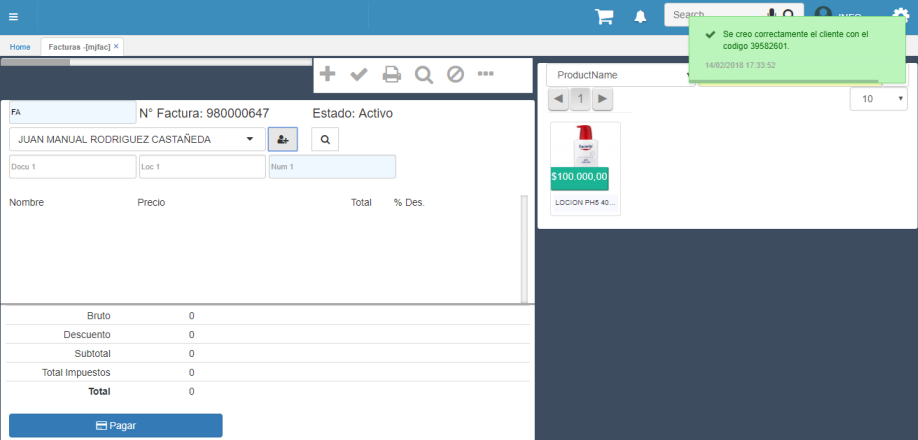 Search
INFO
Se creo correctamente el cliente con el
codigo 39582601.
14/02/2018 17:33:52
Home
Facturas -[mjfac] ×
ProductName
1
10
FA
N° Factura: 980000647
Estado: Activo
JUAN MANUAL RODRIGUEZ CASTAÑEDA
Docu 1
Loc 1
Num 1
Nombre
Precio
Total
% Des.
Eucerin
$100.000,00
LOCION PH5 40...
Bruto 0
Descuento 0
Subtotal 0
Total Impuestos 0
Total 0
Pagar